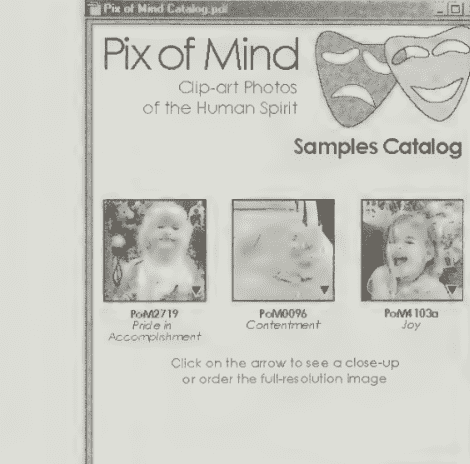 Pix of Mind Catalog.pdf
Pix of Mind
Clip-art Photos
of the Human Spirit
Samples Catalog
PoM2719
Pride in
Accomplishment
PoM0096
Contentment
PoM4103a
Joy
Click on the arrow to see a close-up
or order the full-resolution image